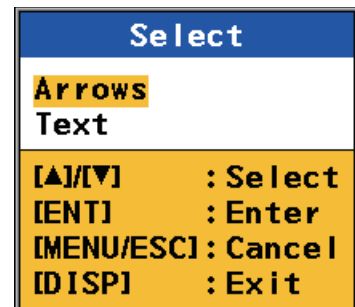 Select
Arrows
Text
[▲]/[▼] :Select
[ENT] :Enter
[MENU/ESC]:Cancel
[DISP] :Exit